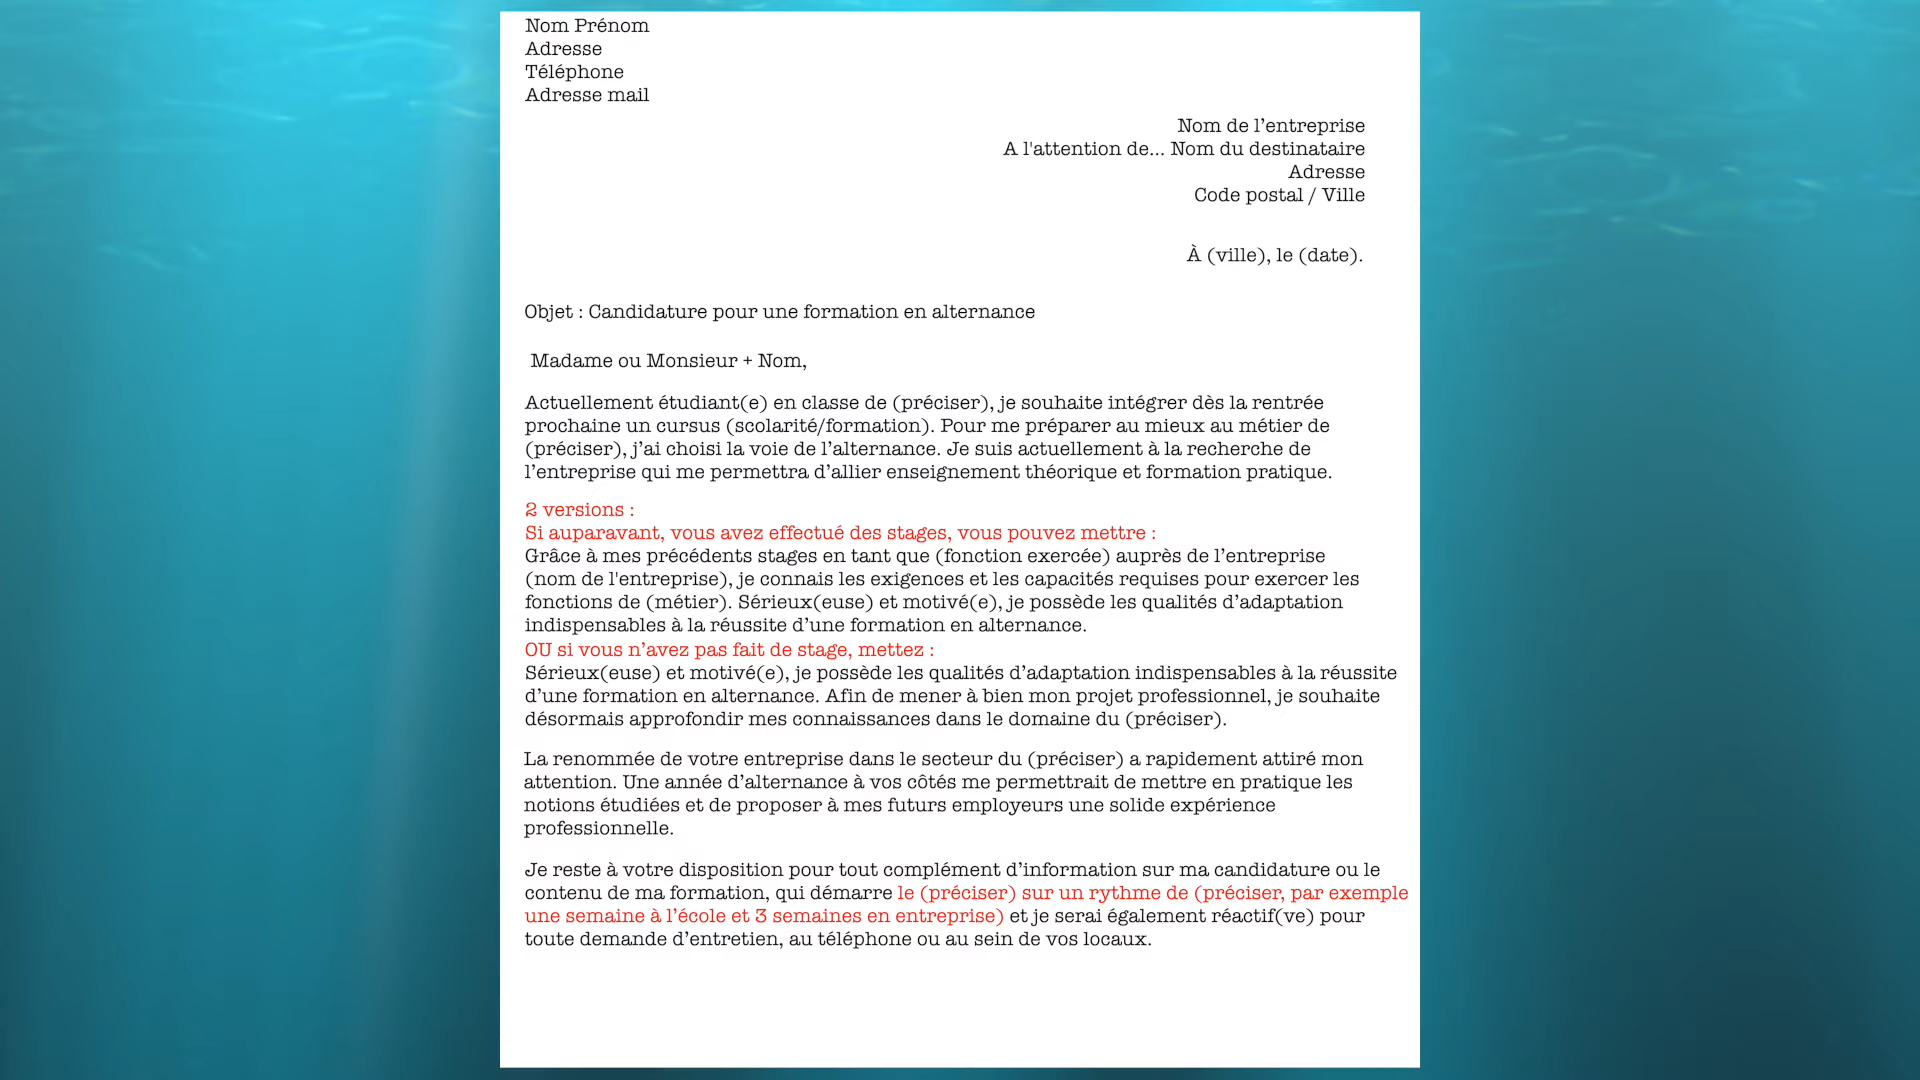 Nom Prénom
Adresse
Téléphone
Adresse mail
Nom de l’entreprise
A l'attention de... Nom du destinataire
Adresse
Code postal / Ville
À (ville), le (date).
Objet : Candidature pour une formation en alternance
Madame ou Monsieur + Nom,
Actuellement étudiant(e) en classe de (préciser), je souhaite intégrer dès la rentrée
prochaine un cursus (scolarité/formation). Pour me préparer au mieux au métier de
(préciser), j’ai choisi la voie de l’alternance. Je suis actuellement à la recherche de
l’entreprise qui me permettra d’allier enseignement théorique et formation pratique.
2 versions :
Si auparavant, vous avez effectué des stages, vous pouvez mettre :
Grâce à mes précédents stages en tant que (fonction exercée) auprès de l’entreprise
(nom de l'entreprise), je connais les exigences et les capacités requises pour exercer les
fonctions de (métier). Sérieux(euse) et motivé(e), je possède les qualités d’adaptation
indispensables à la réussite d’une formation en alternance.
OU si vous n’avez pas fait de stage, mettez :
Sérieux(euse) et motivé(e), je possède les qualités d’adaptation indispensables à la réussite
d’une formation en alternance. Afin de mener à bien mon projet professionnel, je souhaite
désormais approfondir mes connaissances dans le domaine du (préciser).
La renommée de votre entreprise dans le secteur du (préciser) a rapidement attiré mon
attention. Une année d’alternance à vos côtés me permettrait de mettre en pratique les
notions étudiées et de proposer à mes futurs employeurs une solide expérience
professionnelle.
Je reste à votre disposition pour tout complément d’information sur ma candidature ou le
contenu de ma formation, qui démarre le (préciser) sur un rythme de (préciser, par exemple
une semaine à l’école et 3 semaines en entreprise) et je serai également réactif(ve) pour
toute demande d’entretien, au téléphone ou au sein de vos locaux.